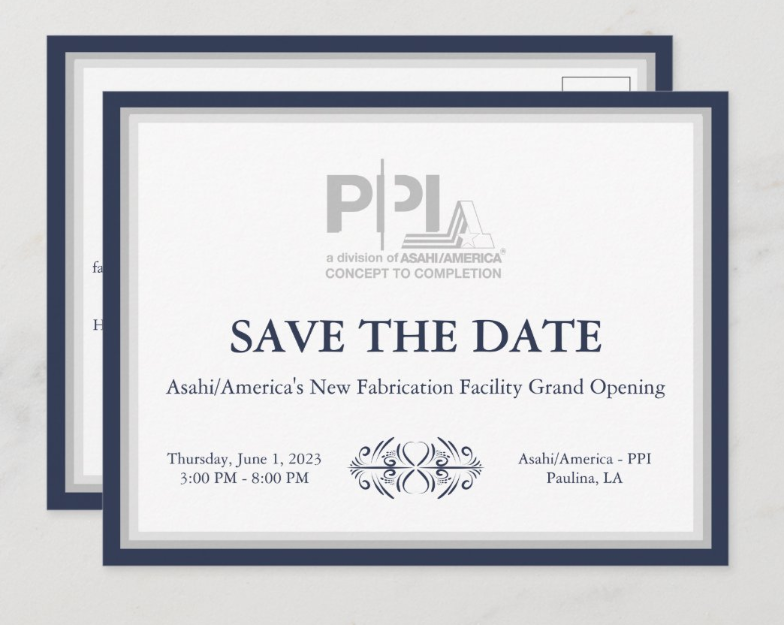 fa
H
PPI
a division of ASAHI/AMERICA®
CONCEPT TO COMPLETION
SAVE THE DATE
Asahi/America's New Fabrication Facility Grand Opening
Thursday, June 1, 2023
3:00 PM - 8:00 PM
Asahi/America - PPI
Paulina, LA